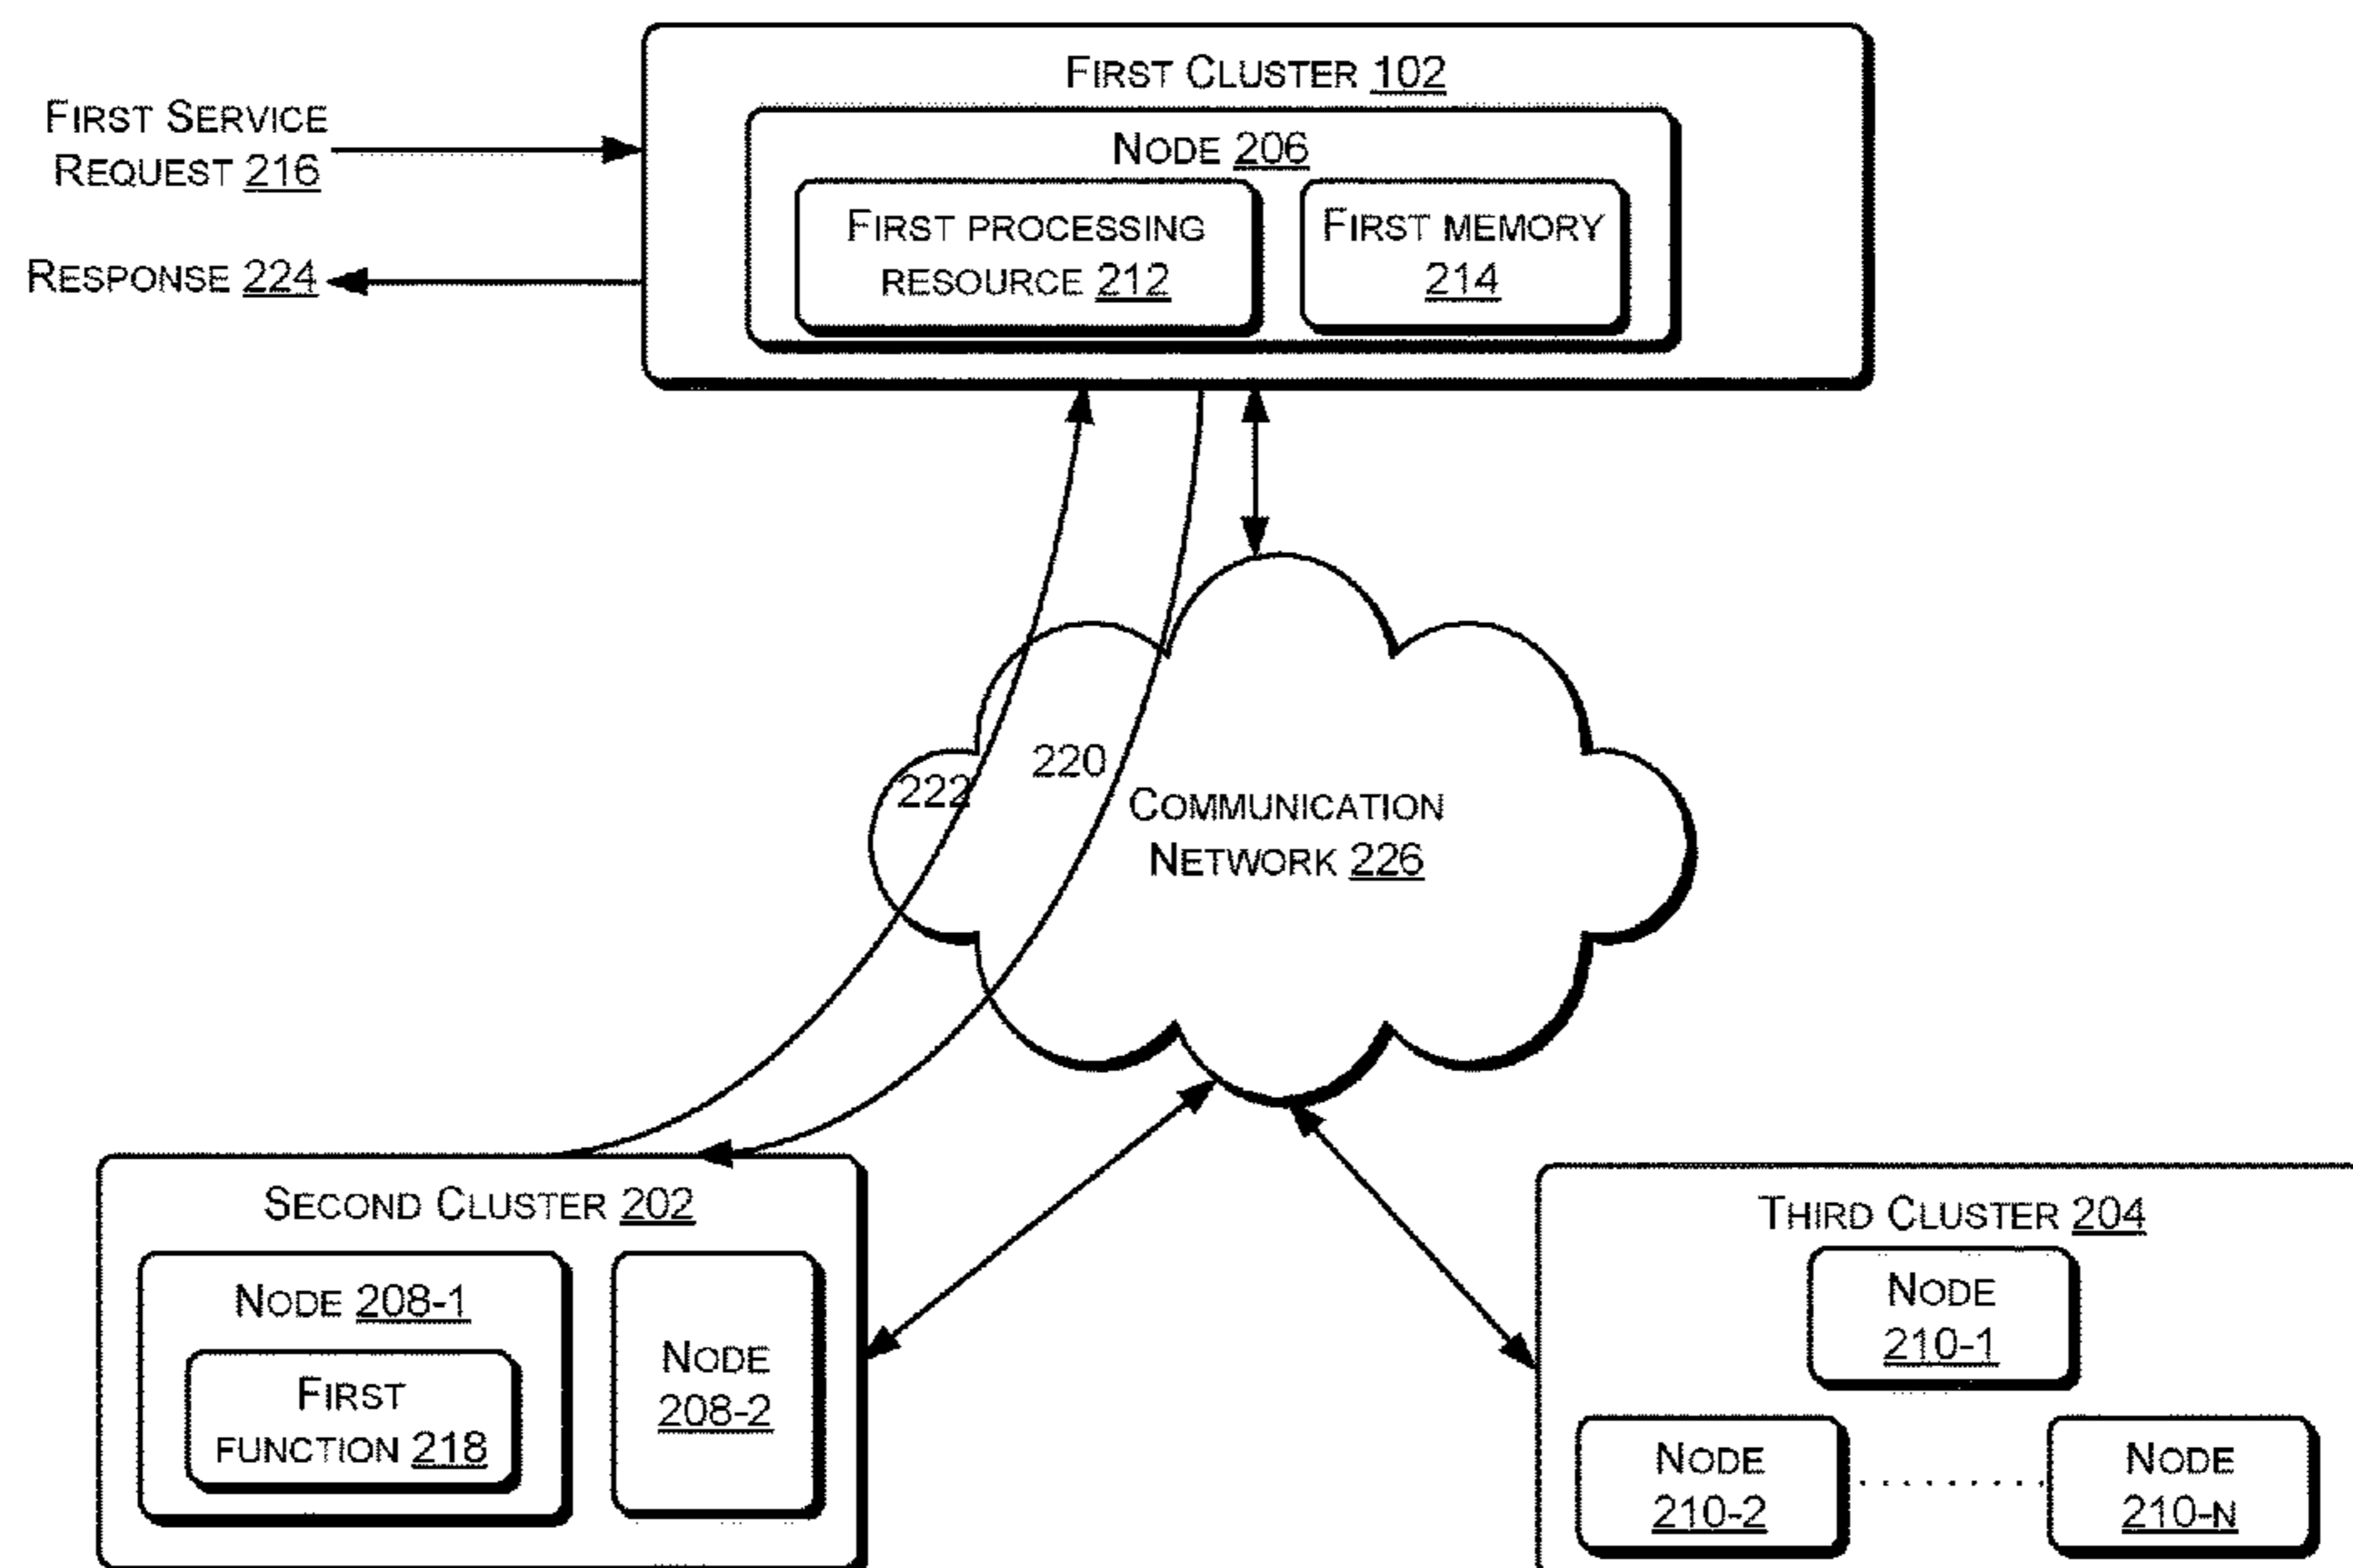 FIRST CLUSTER 102
FIRST SERVICE
REQUEST 216
RESPONSE 224
NODE 206
FIRST PROCESSING
RESOURCE 212
FIRST MEMORY
214
222
220
COMMUNICATION
NETWORK 226
SECOND CLUSTER 202
NODE 208-1
FIRST
FUNCTION 218
NODE
208-2
THIRD CLUSTER 204
NODE
210-1
NODE
210-2
NODE
210-N